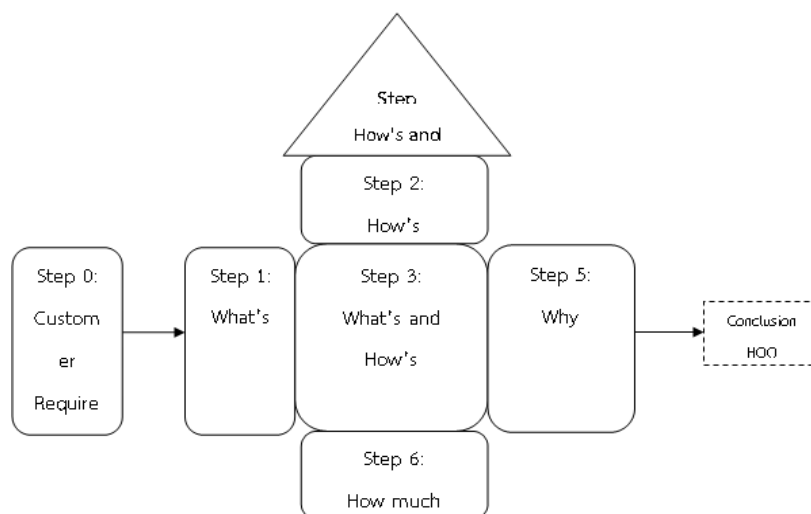 Step
How's and
Step 2:
How's
Step 0:
Custom
er
Require
Step 1:
What's
Step 3:
What's and
How's
Step 5:
Why
Conclusion
Step 6:
How much